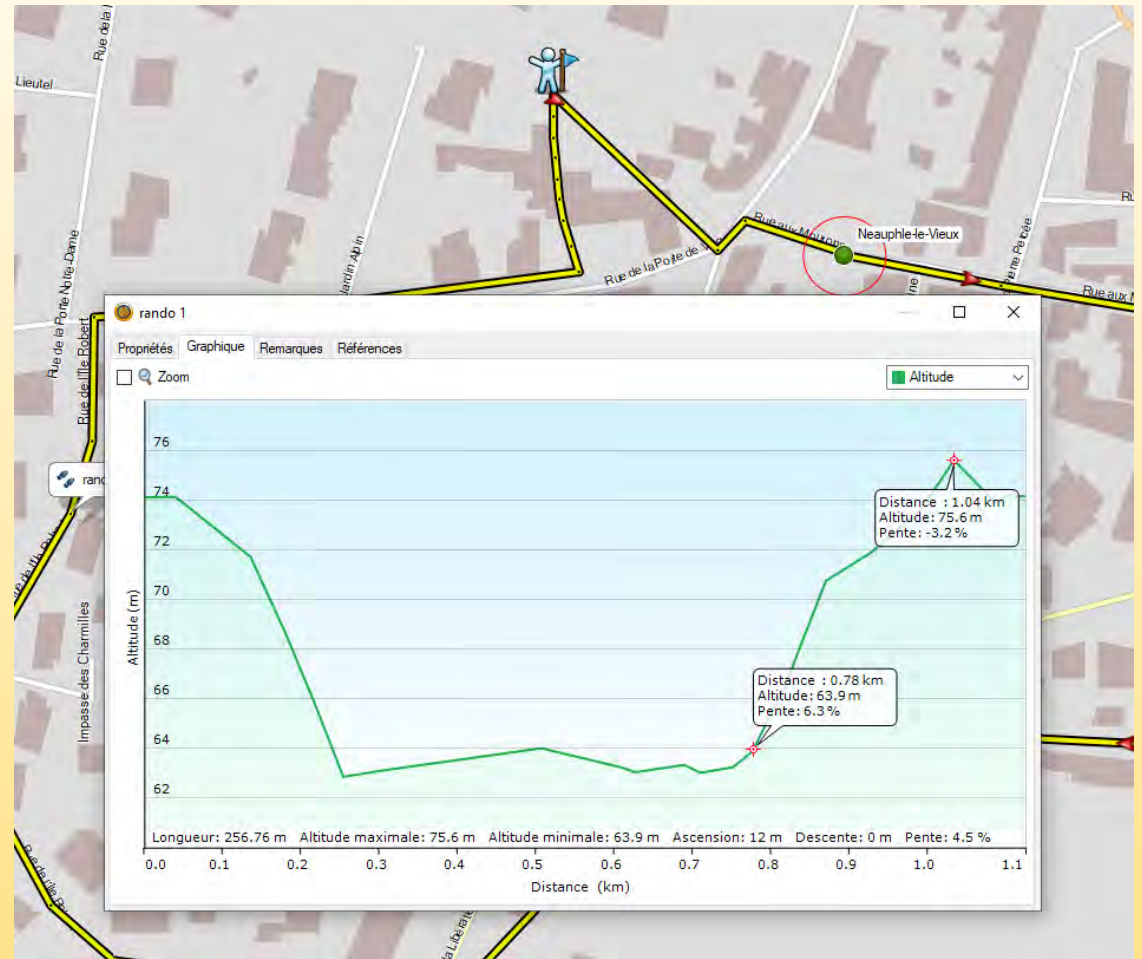 Rue de la
Lieutel
Rue de la Porte Notre-Dame
Jardin Alpin
Rue de la Porte de
Rue aux Moutons
Neauphle-le-Vieux
Pierre Percée
Rue aux
Rue de l'Île Robert
rando 1
Propriétés Graphique Remarques Références
Zoom
Altitude
Altitude (m)
76
74
72
70
68
66
64
62
Distance : 1.04 km
Altitude: 75.6 m
Pente: -3.2 %
Distance : 0.78 km
Altitude: 63.9 m
Pente: 6.3 %
Longueur: 256.76 m Altitude maximale: 75.6 m Altitude minimale: 63.9 m Ascension: 12 m Descente: 0 m Pente: 4.5 %
0.0 0.1 0.2 0.3 0.4 0.5 0.6 0.7 0.8 0.9 1.0 1.1
Distance (km)
rand
Impasse des Charmilles